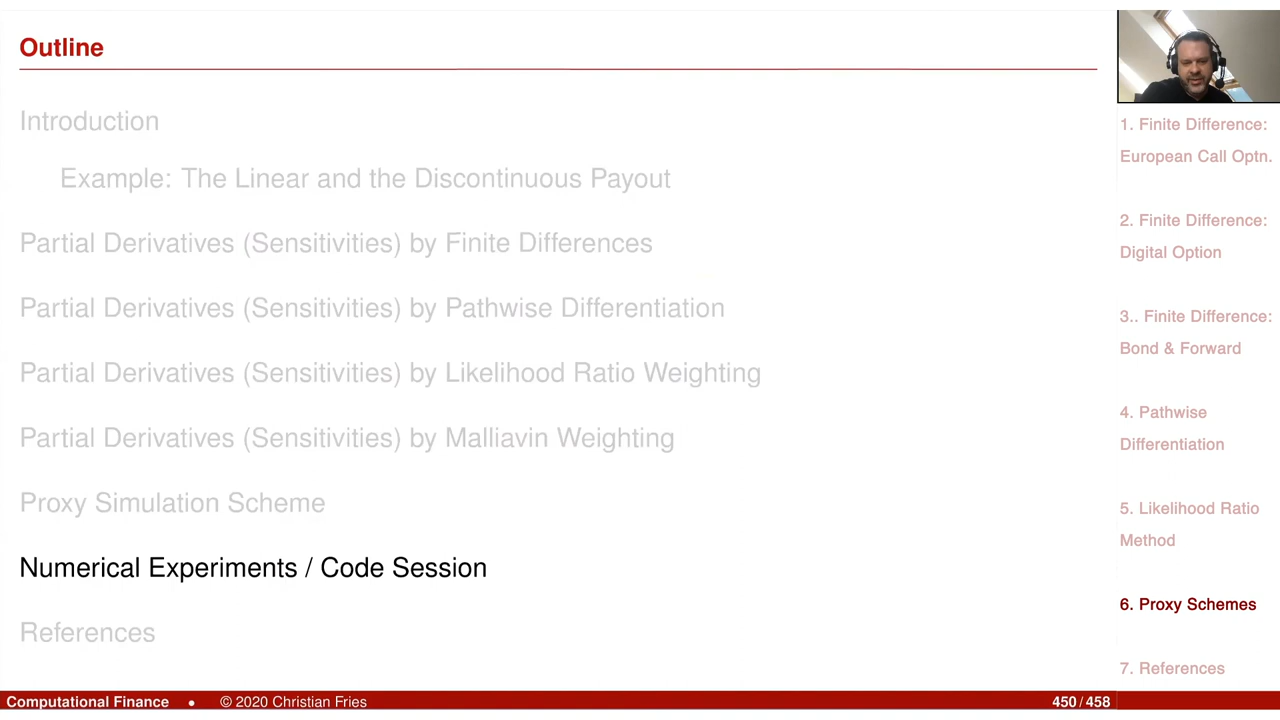 Outline
Introduction
Example: The Linear and the Discontinuous Payout
Partial Derivatives (Sensitivities) by Finite Differences
Partial Derivatives (Sensitivities) by Pathwise Differentiation
Partial Derivatives (Sensitivities) by Likelihood Ratio Weighting
Partial Derivatives (Sensitivities) by Malliavin Weighting
Proxy Simulation Scheme
Numerical Experiments / Code Session
References
1. Finite Difference:
European Call Optn.
2. Finite Difference:
Digital Option
3.. Finite Difference:
Bond & Forward
4. Pathwise
Differentiation
5. Likelihood Ratio
Method
6. Proxy Schemes
7. References
Computational Finance • © 2020 Christian Fries 450 / 458